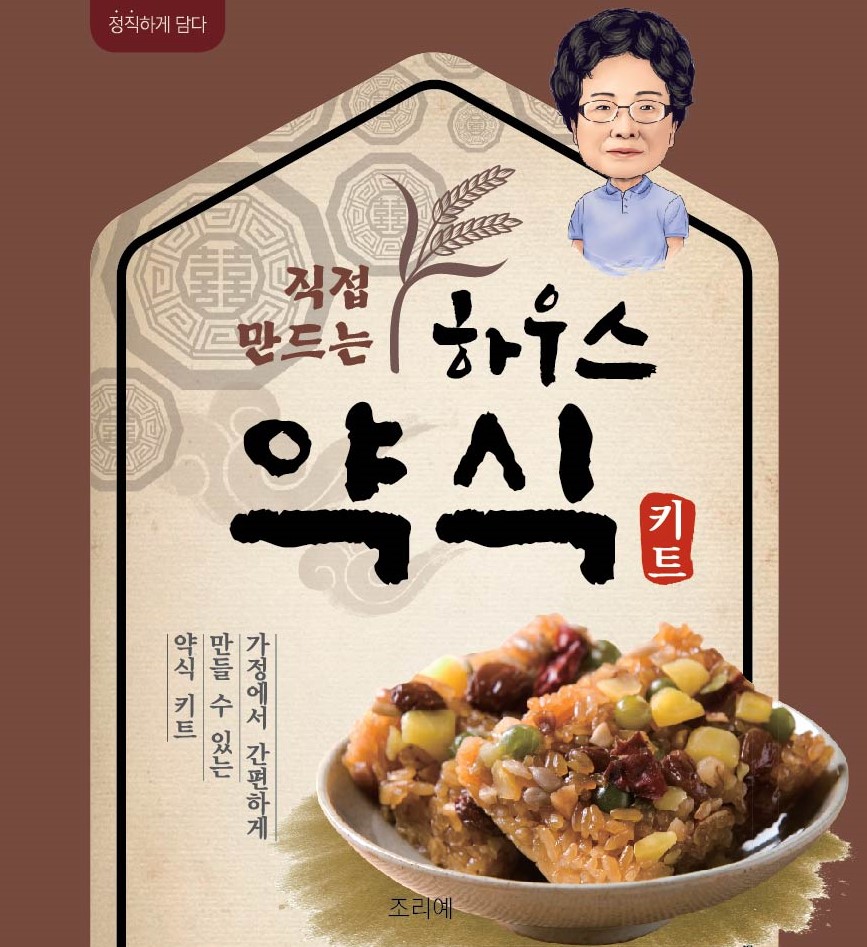 정직하게 담다
직접
만드는
하우스
약식
키트
가정에서 간편하게
만들 수 있는
약식 키트
조리예